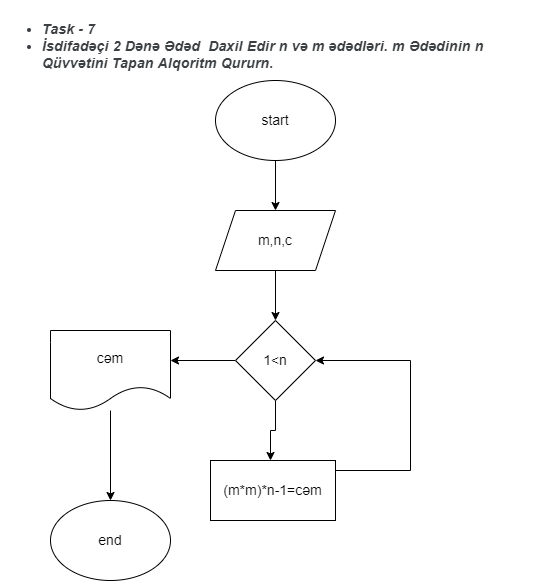 Task - 7
İsdifadəçi 2 Dənə Ədəd Daxil Edir n və m ədədləri. m Ədədinin n
Qüvvətini Tapan Alqoritm Qururn.
start
m,n,c
1<n
cəm
(m*m)*n-1=cəm
end